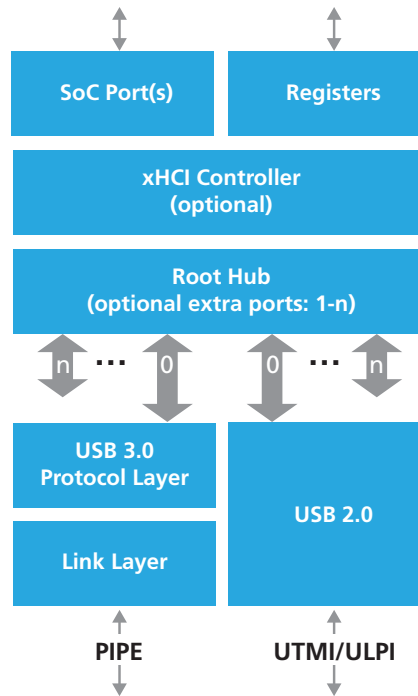 SoC Port(s)
Registers
xHCI Controller
(optional)
Root Hub
(optional extra ports: 1-n)
n ... 0 0 ... n
USB 3.0
Protocol Layer
USB 2.0
Link Layer
PIPE
UTMI/ULPI